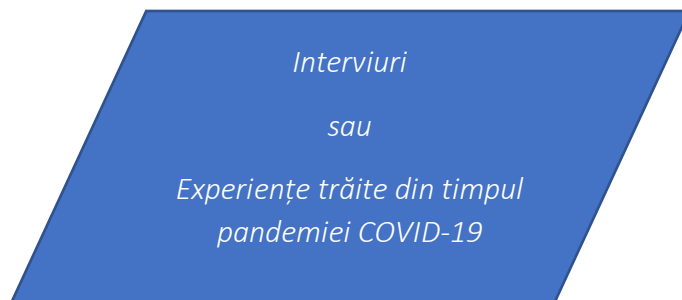 Interviuri
sau
Experiențe trăite din timpul
pandemiei COVID-19